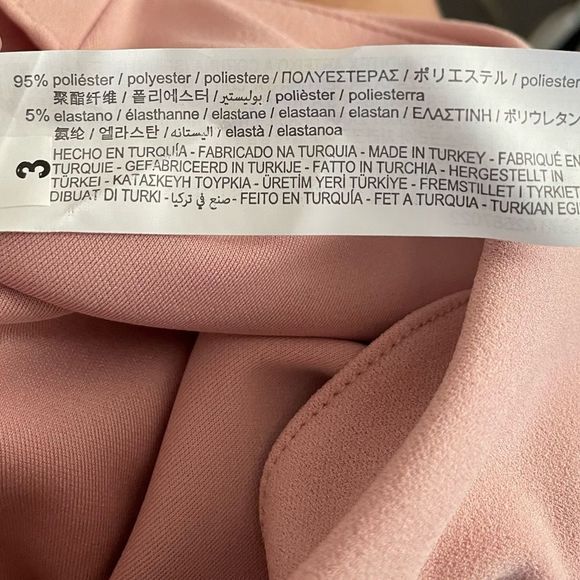 95% poliéster / polyester / poliestere / ΠΟΛΥΕΣΤΕΡΑΣ / ポリエステル / poliester
聚酯纤维 / 폴리에스터 / بوليستير / polièster / poliesterra
5% elastano / élasthanne / elastane / elastaan / elastan / ΕΛΑΣΤΙΝΗ / ポリウレタン
氨纶 / 엘라스탄 / اليستانه / elastà / elastanoa
3
HECHO EN TURQUÍA - FABRICADO NA TURQUIA - MADE IN TURKEY - FABRIQUÉ EN
TURQUIE - GEFABRICEERD IN TURKIJE - FATTO IN TURCHIA - HERGESTELLT IN
TÜRKEI - ΚΑΤΑΣΚΕΥΗ ΤΟΥΡΚΙΑ - ÜRETİM YERİ TÜRKİYE - FREMSTILLET I TYRKIET
DIBUAT DI TURKI - صنع في تركيا - FEITO EN TURQUÍA - FET A TURQUIA - TURKIAN EGI